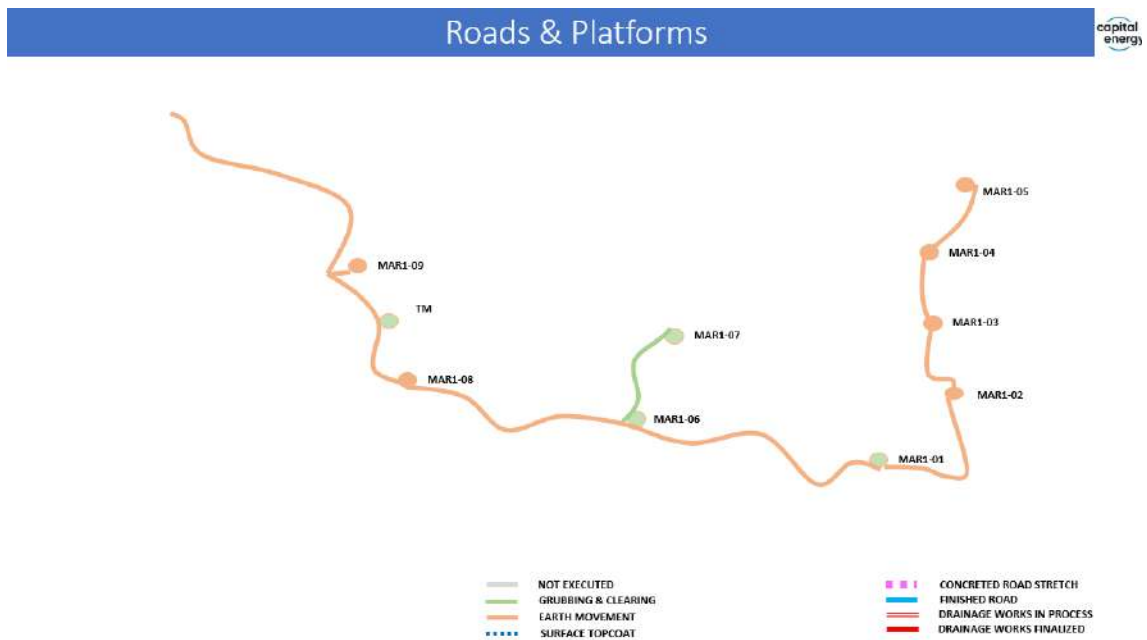 Roads & Platforms
capital
energy
MAR1-05
MAR1-04
MAR1-09
TM
MAR1-03
MAR1-07
MAR1-08
MAR1-02
MAR1-06
MAR1-01
NOT EXECUTED
GRUBBING & CLEARING
EARTH MOVEMENT
SURFACE TOPCOAT
CONCRETED ROAD STRETCH
FINISHED ROAD
DRAINAGE WORKS IN PROCESS
DRAINAGE WORKS FINALIZED